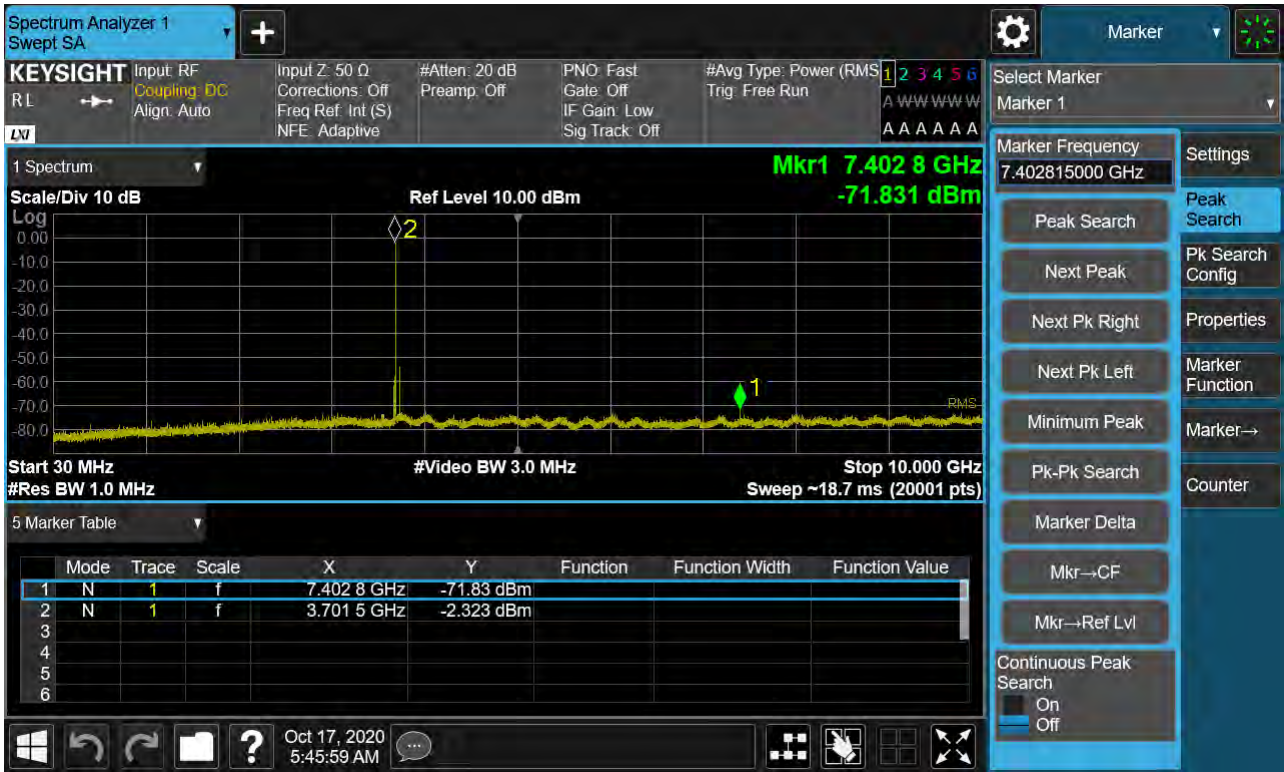 Spectrum Analyzer 1
Swept SA
+
Marker
KEYSIGHT
RL
LXI
Input: RF
Coupling: DC
Align: Auto
Input Z: 50 Ω
Corrections: Off
Freq Ref: Int (S)
NFE: Adaptive
#Atten: 20 dB
Preamp: Off
PNO: Fast
Gate: Off
IF Gain: Low
Sig Track: Off
#Avg Type: Power (RMS
Trig: Free Run
1 2 3 4 5 6
A W W W W W
A A A A A A
Select Marker
Marker 1
1 Spectrum
Mkr1 7.402 8 GHz
Scale/Div 10 dB
Ref Level 10.00 dBm
-71.831 dBm
Log
0.00
-10.0
-20.0
-30.0
-40.0
-50.0
-60.0
-70.0
-80.0
2
1
RMS
Start 30 MHz
#Video BW 3.0 MHz
Stop 10.000 GHz
#Res BW 1.0 MHz
Sweep ~18.7 ms (20001 pts)
5 Marker Table
Mode Trace Scale X Y Function Function Width Function Value
1 N 1 f 7.402 8 GHz -71.83 dBm
2 N 1 f 3.701 5 GHz -2.323 dBm
3
4
5
6
Marker Frequency
7.402815000 GHz
Peak Search
Next Peak
Next Pk Right
Next Pk Left
Minimum Peak
Pk-Pk Search
Marker Delta
Mkr→CF
Mkr→Ref Lvl
Continuous Peak
Search
On
Off
Settings
Peak
Search
Pk Search
Config
Properties
Marker
Function
Marker→
Counter
?
Oct 17, 2020
5:45:59 AM